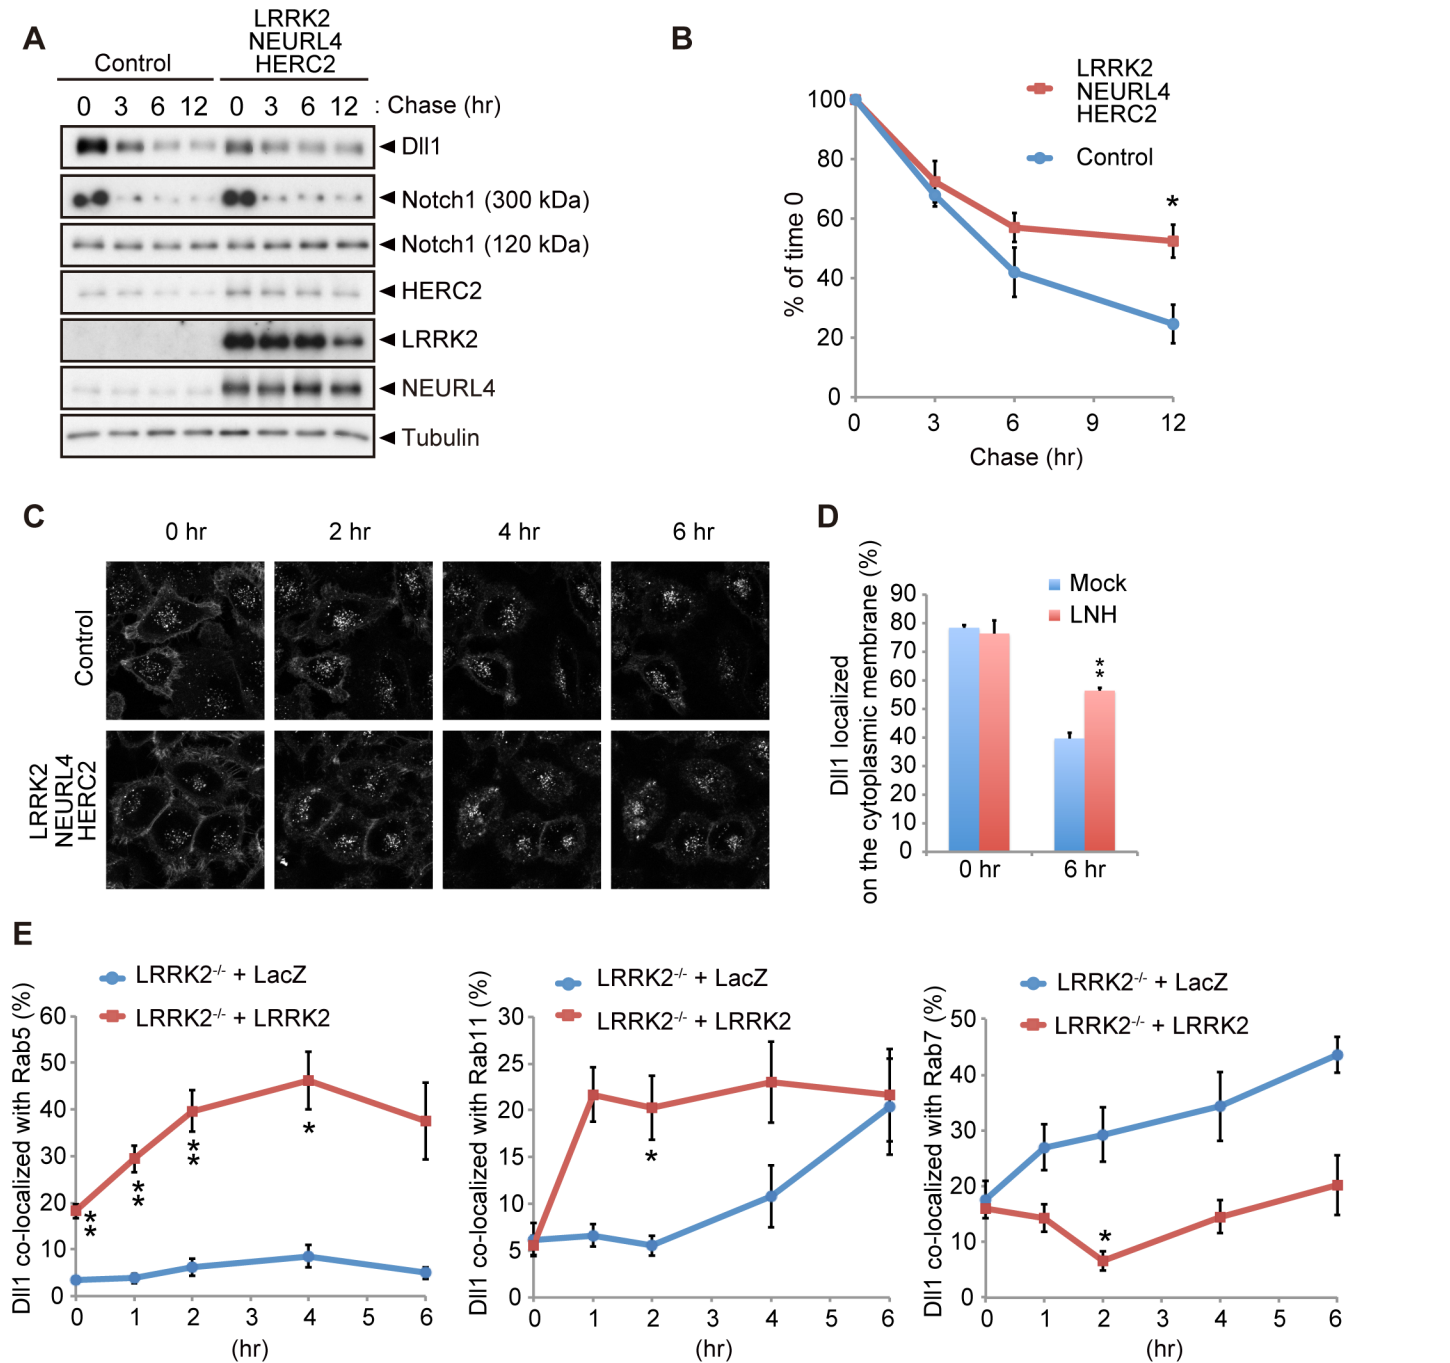 A
Control
LRRK2
NEURL4
HERC2
0 3 6 12 0 3 6 12 : Chase (hr)
Dll1
Notch1 (300 kDa)
Notch1 (120 kDa)
HERC2
LRRK2
NEURL4
Tubulin
B
LRRK2
NEURL4
HERC2
Control
% of time 0
100
80
60
40
20
0
*
0 3 6 9 12
Chase (hr)
C
0 hr 2 hr 4 hr 6 hr
Control
LRRK2
NEURL4
HERC2
D
Dll1 localized
on the cytoplasmic membrane (%)
Mock
LNH
90
80
70
60
50
40
30
20
10
0
**
0 hr 6 hr
E
LRRK2-/- + LacZ
LRRK2-/- + LRRK2
Dll1 co-localized with Rab5 (%)
60
50
40
30
20
10
0
**
**
**
*
0 1 2 3 4 5 6
(hr)
LRRK2-/- + LacZ
LRRK2-/- + LRRK2
Dll1 co-localized with Rab11 (%)
30
25
20
15
10
5
0
*
0 1 2 3 4 5 6
(hr)
LRRK2-/- + LacZ
LRRK2-/- + LRRK2
Dll1 co-localized with Rab7 (%)
50
40
30
20
10
0
*
0 1 2 3 4 5 6
(hr)